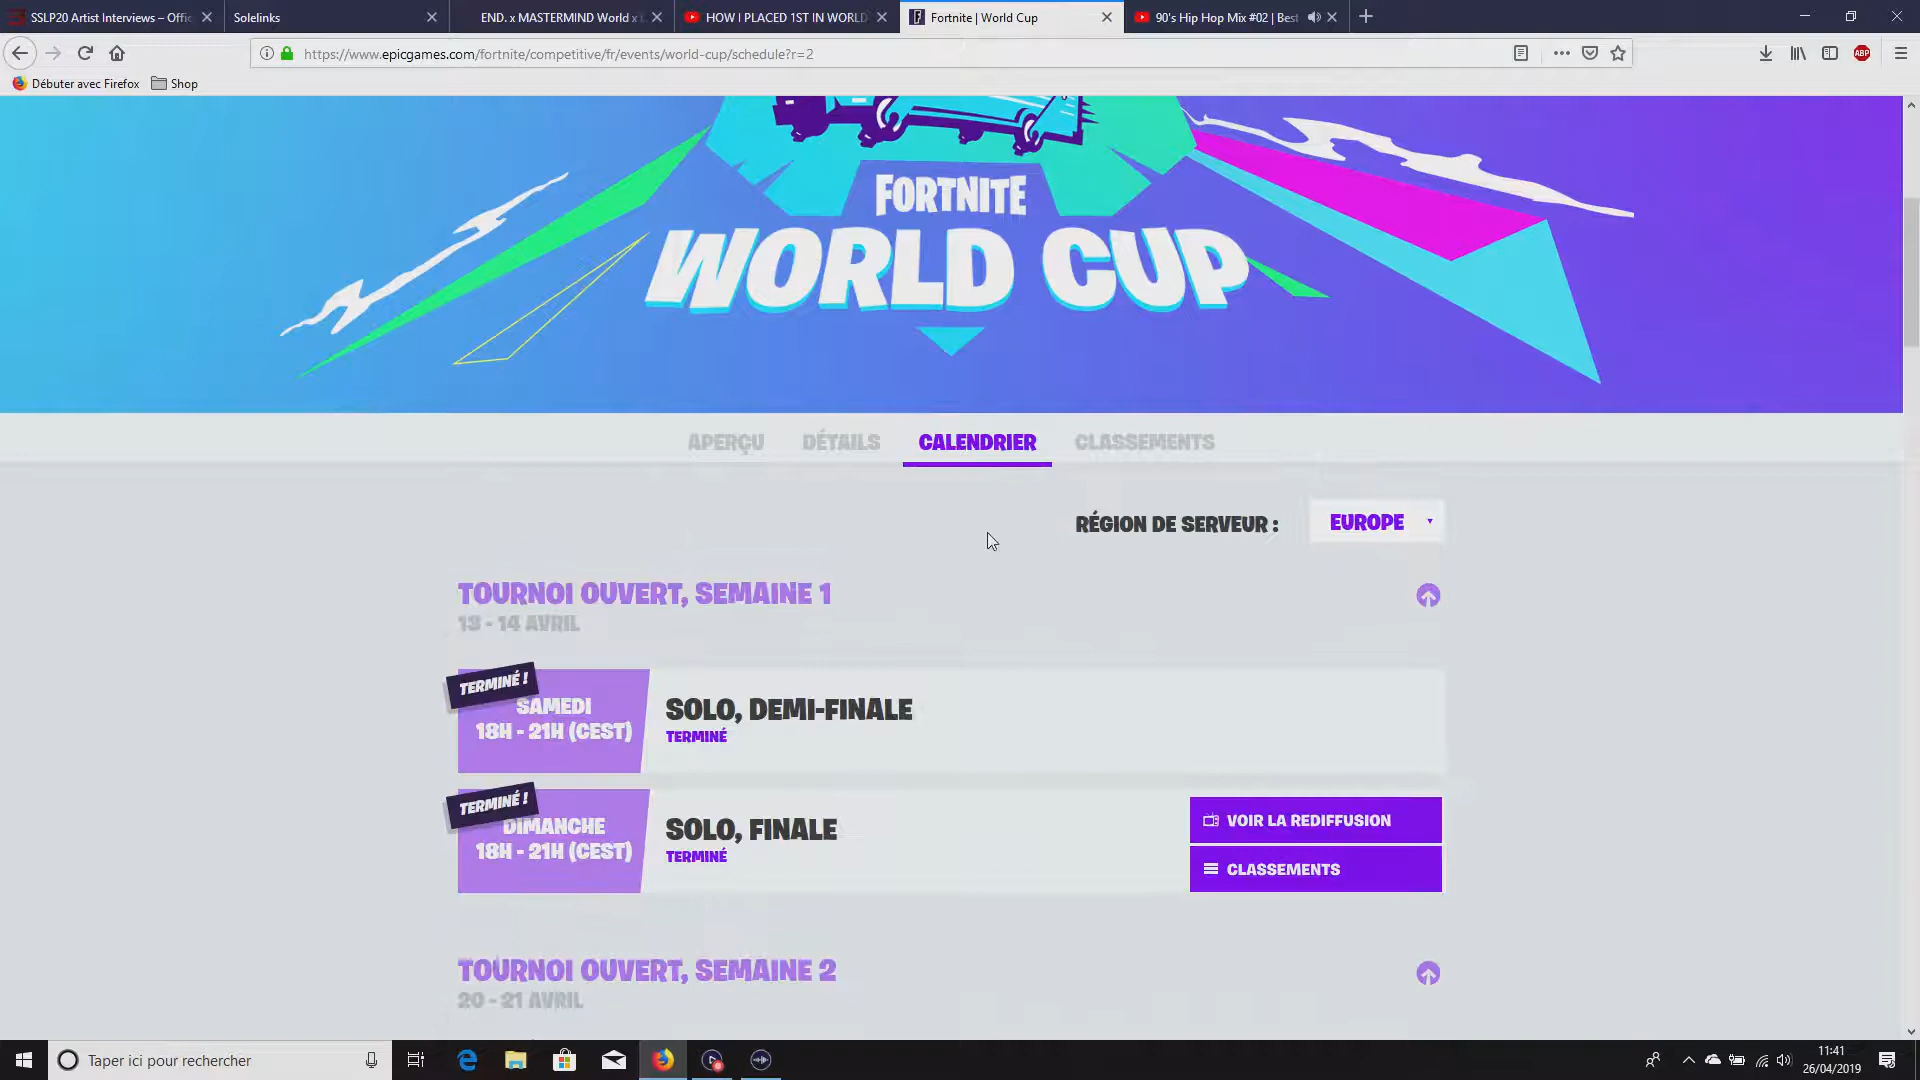 SSLP20 Artist Interviews – Offic
Solelinks
END. x MASTERMIND World x
HOW I PLACED 1ST IN WORLD
Fortnite | World Cup
90's Hip Hop Mix #02 | Best
https://www.epicgames.com/fortnite/competitive/fr/events/world-cup/schedule?r=2
ABP
Débuter avec Firefox
Shop
FORTNITE
WORLD CUP
APERÇU
DÉTAILS
CALENDRIER
CLASSEMENTS
RÉGION DE SERVEUR :
EUROPE
TOURNOI OUVERT, SEMAINE 1
13 - 14 AVRIL
TERMINÉ !
SAMEDI
18H - 21H (CEST)
SOLO, DEMI-FINALE
TERMINÉ
TERMINÉ !
DIMANCHE
18H - 21H (CEST)
SOLO, FINALE
TERMINÉ
VOIR LA REDIFFUSION
CLASSEMENTS
TOURNOI OUVERT, SEMAINE 2
20 - 21 AVRIL
Taper ici pour rechercher
11:41
26/04/2019